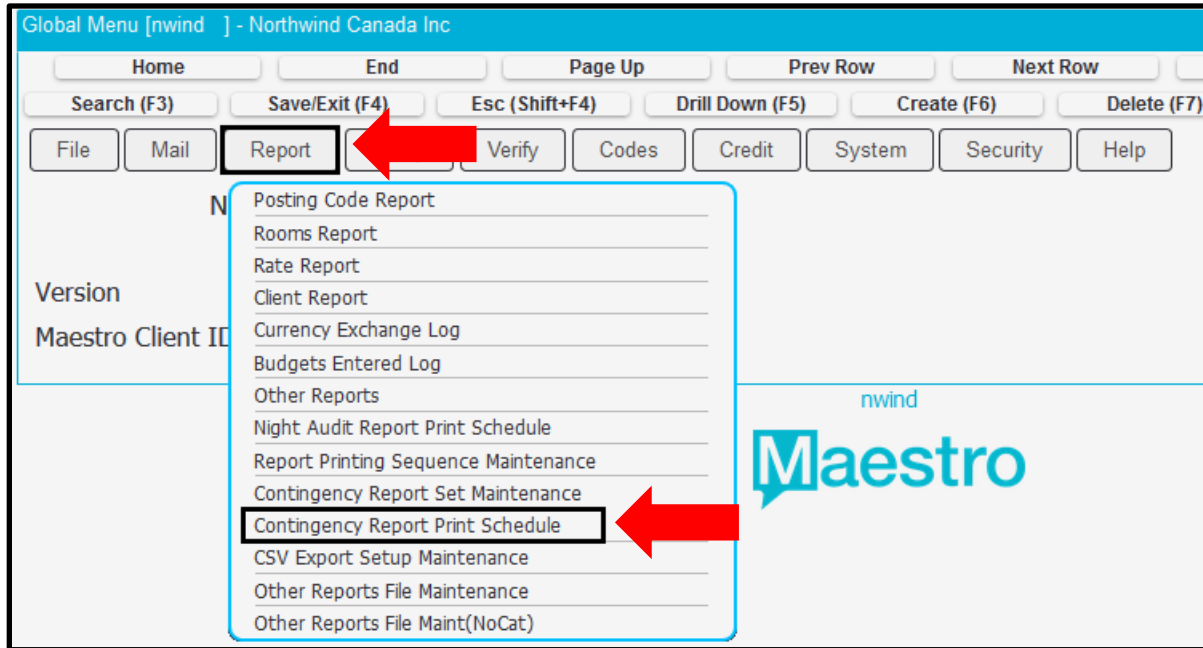 Global Menu [nwind   ] - Northwind Canada Inc
Home End Page Up Prev Row Next Row
Search (F3) Save/Exit (F4) Esc (Shift+F4) Drill Down (F5) Create (F6) Delete (F7)
File Mail Report Verify Codes Credit System Security Help
N
Posting Code Report
Rooms Report
Rate Report
Version
Client Report
Maestro Client ID
Currency Exchange Log
Budgets Entered Log
Other Reports
nwind
Night Audit Report Print Schedule
Maestro
Report Printing Sequence Maintenance
Contingency Report Set Maintenance
Contingency Report Print Schedule
CSV Export Setup Maintenance
Other Reports File Maintenance
Other Reports File Maint(NoCat)